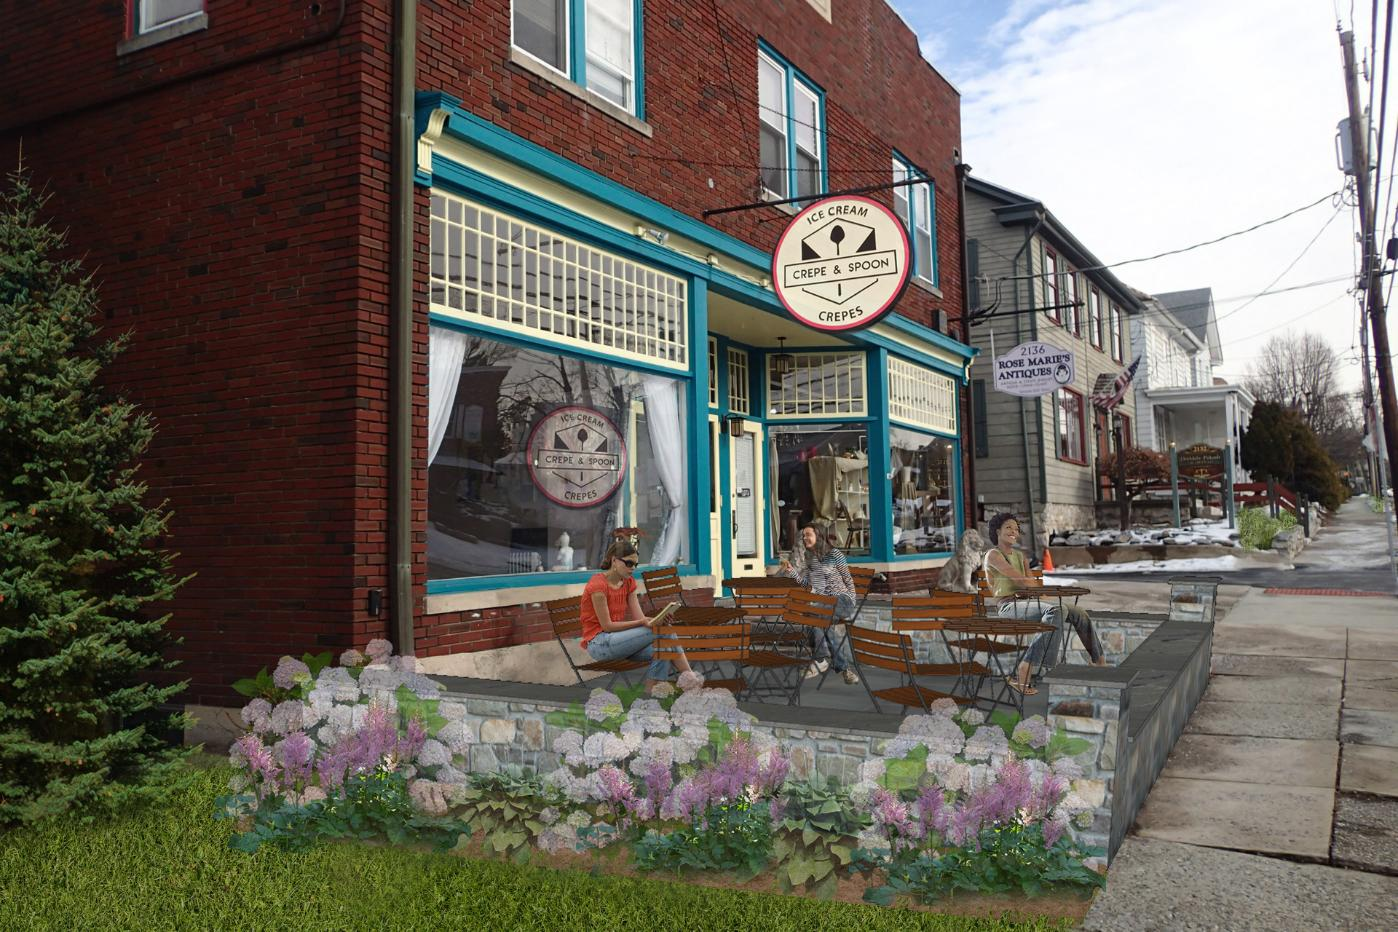 ICE CREAM
CREPE & SPOON
CREPES
ICE CREAM
CREPE & SPOON
CREPES
2136
ROSE MARIE'S
ANTIQUES